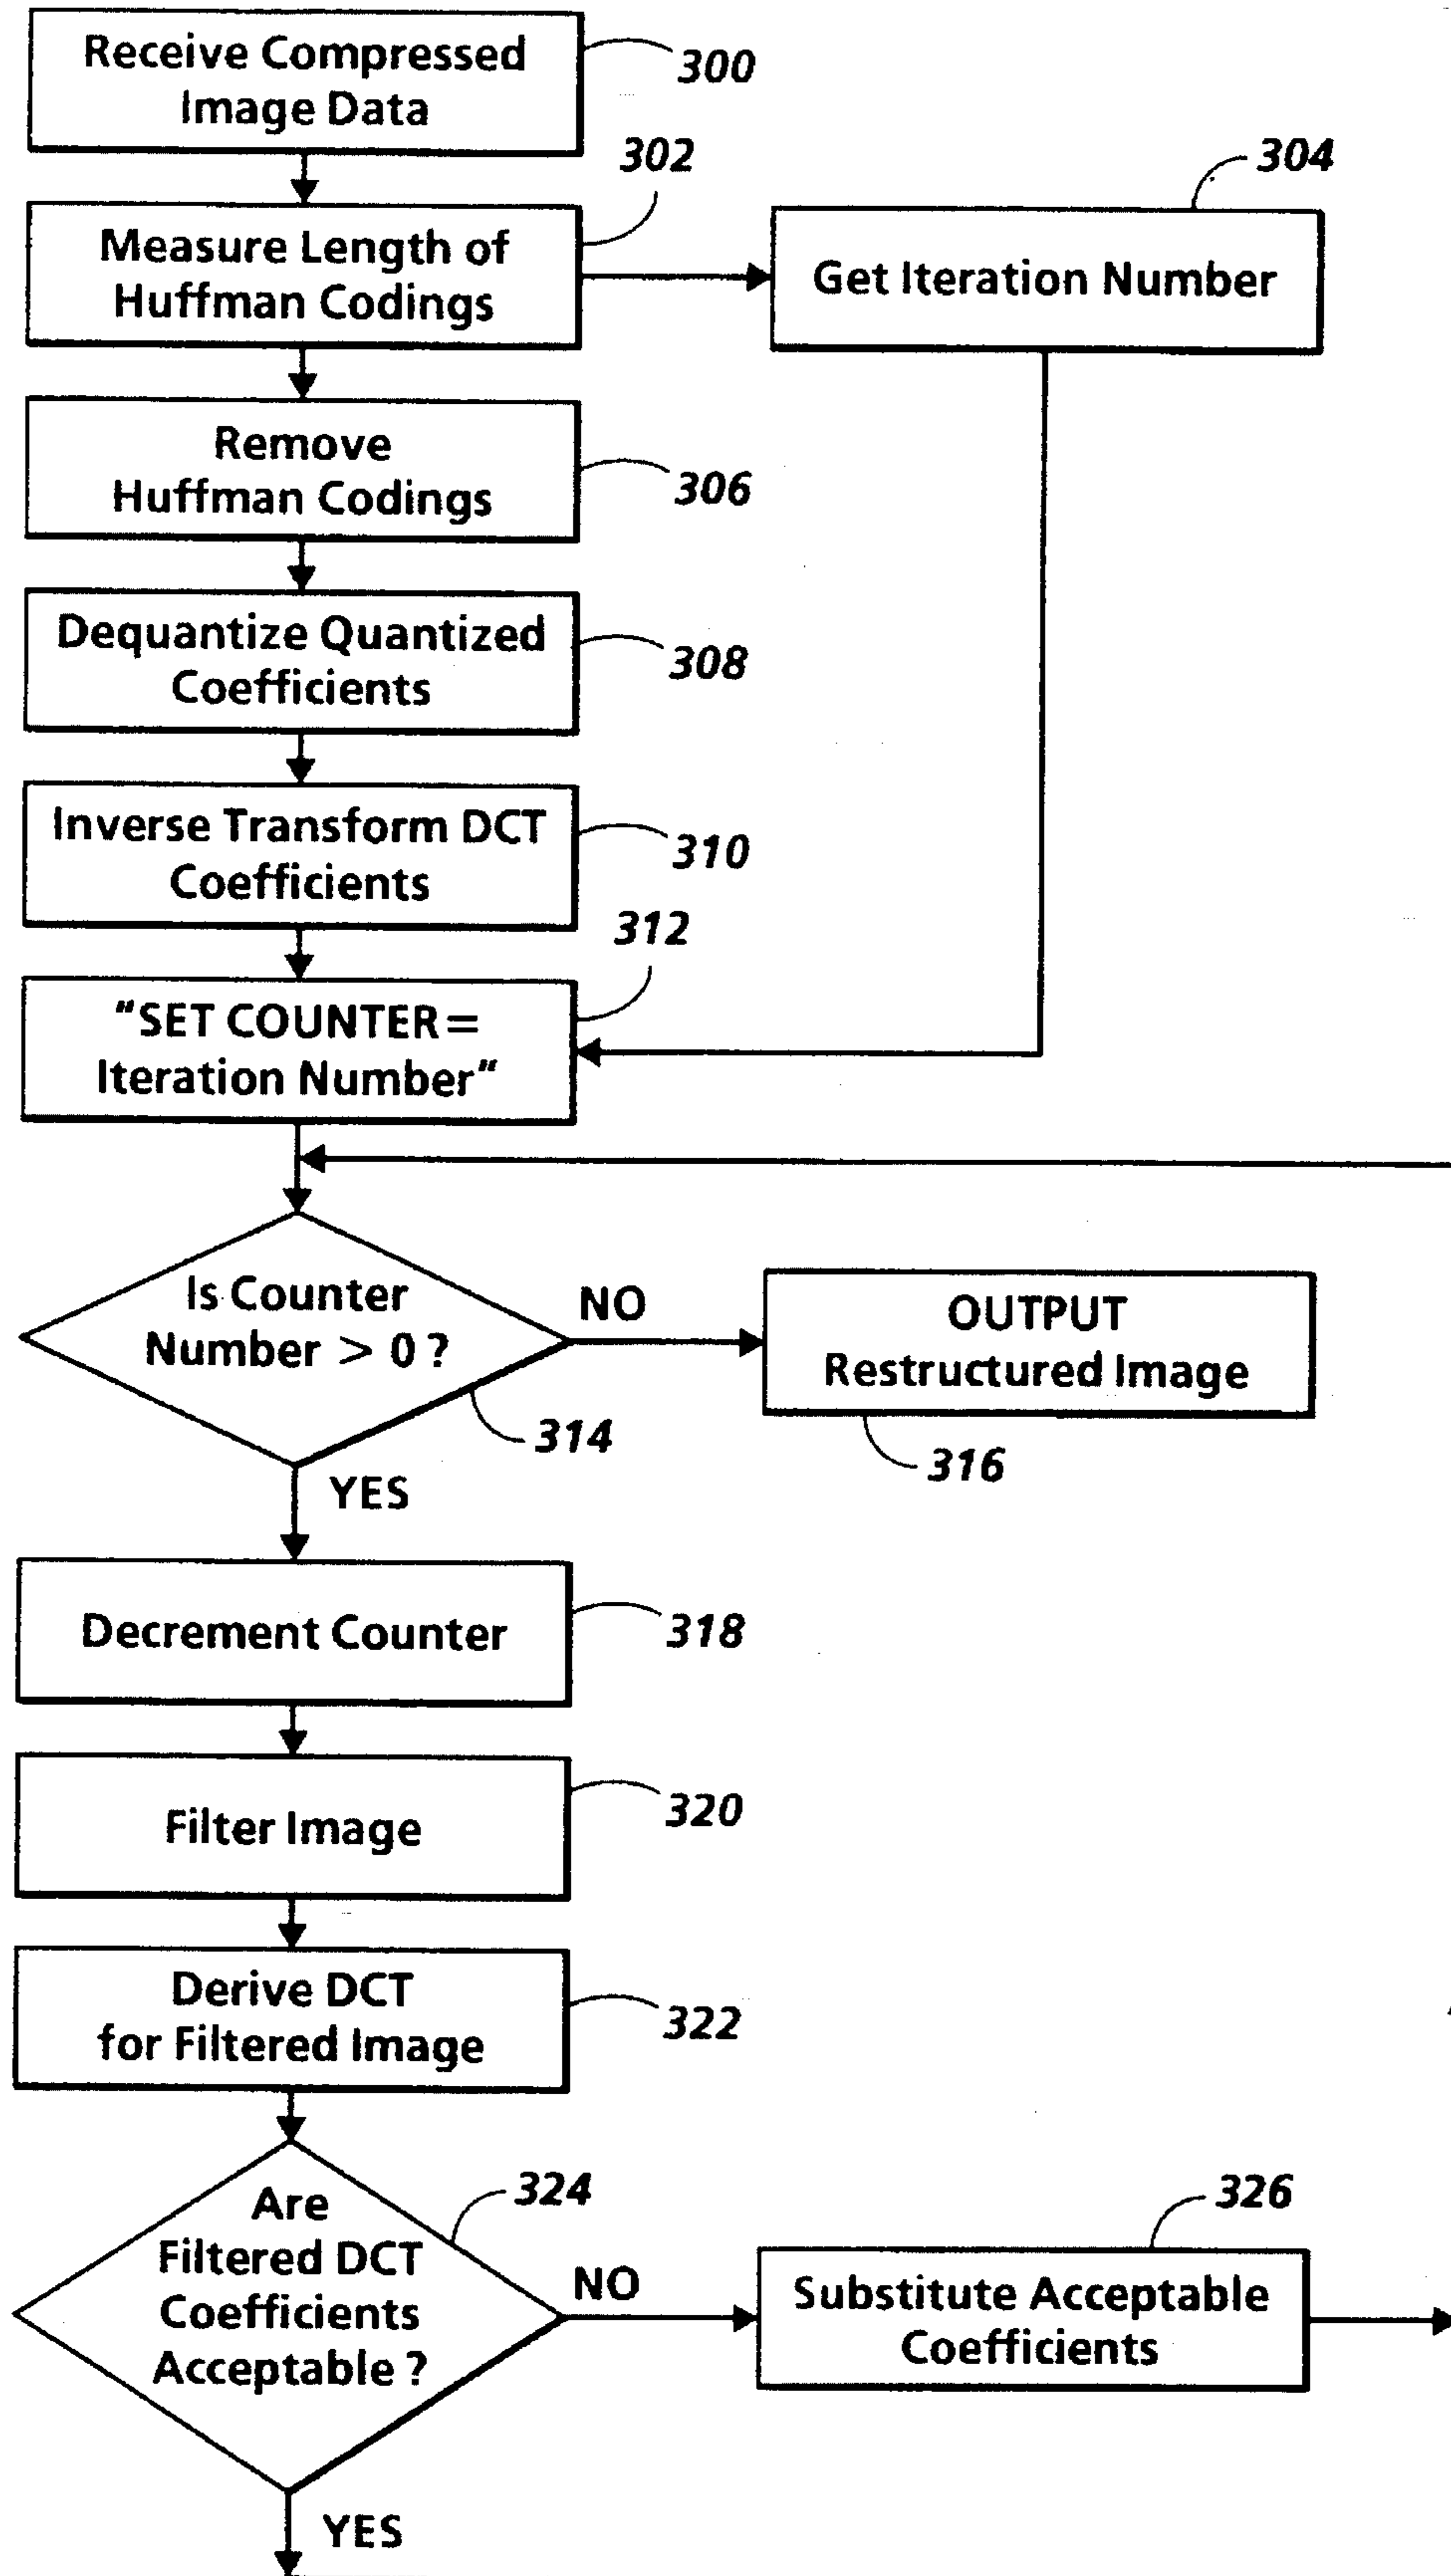 Receive Compressed
Image Data
300
302
304
Measure Length of
Huffman Codings
Get Iteration Number
Remove
Huffman Codings
306
Dequantize Quantized
Coefficients
308
Inverse Transform DCT
Coefficients
310
312
"SET COUNTER=
Iteration Number"
Is Counter
Number > 0 ?
NO
OUTPUT
Restructured Image
314
316
YES
Decrement Counter
318
Filter Image
320
Derive DCT
for Filtered Image
322
Are
Filtered DCT
Coefficients
Acceptable ?
324
NO
326
Substitute Acceptable
Coefficients
YES